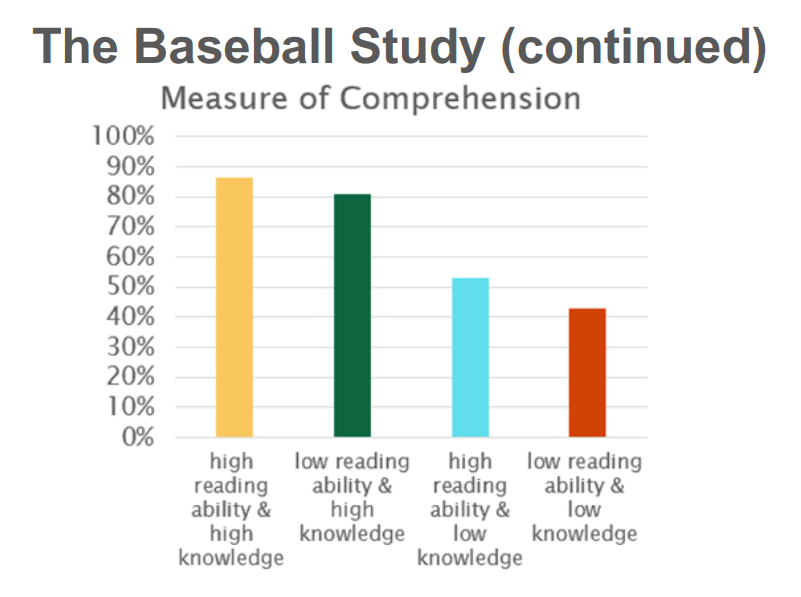 The Baseball Study (continued)
Measure of Comprehension
100%
90%
80%
70%
60%
50%
40%
30%
20%
10%
0%
high
reading
ability &
high
knowledge
low reading
ability &
high
knowledge
high
reading
ability &
low
knowledge
low reading
ability &
low
knowledge